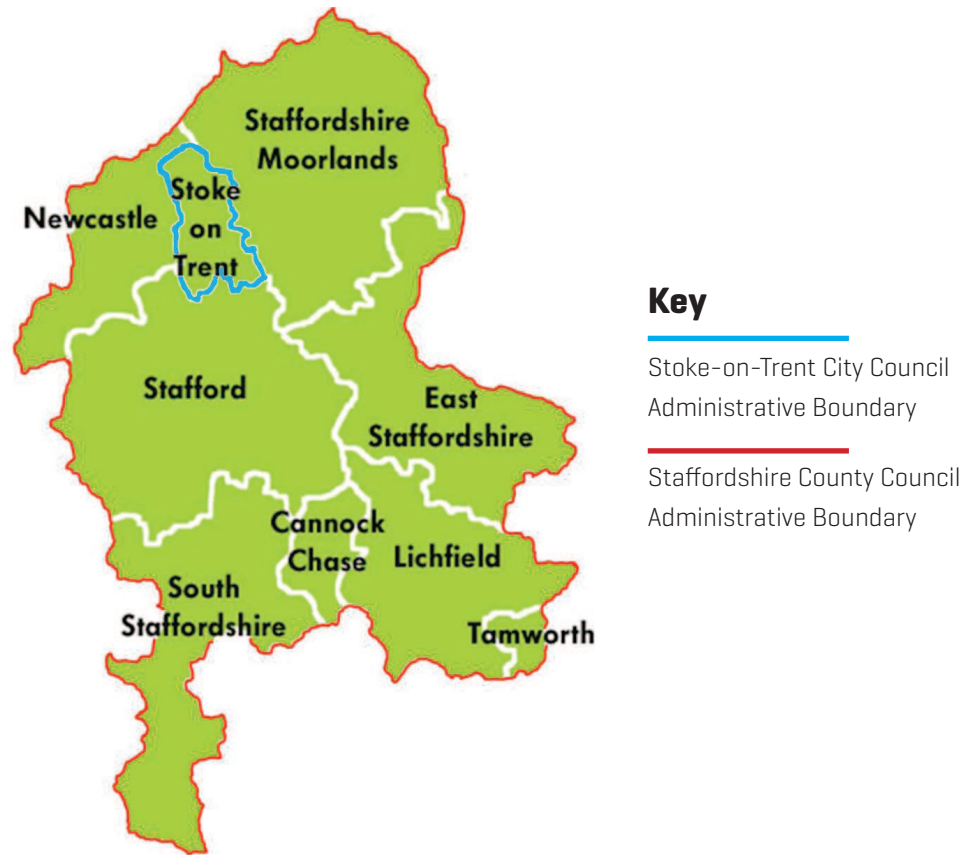 Staffordshire
Moorlands
Stoke
on
Trent
Newcastle
Stafford
East
Staffordshire
Cannock
Chase
Lichfield
South
Staffordshire
Tamworth
Key
Stoke-on-Trent City Council
Administrative Boundary
Staffordshire County Council
Administrative Boundary